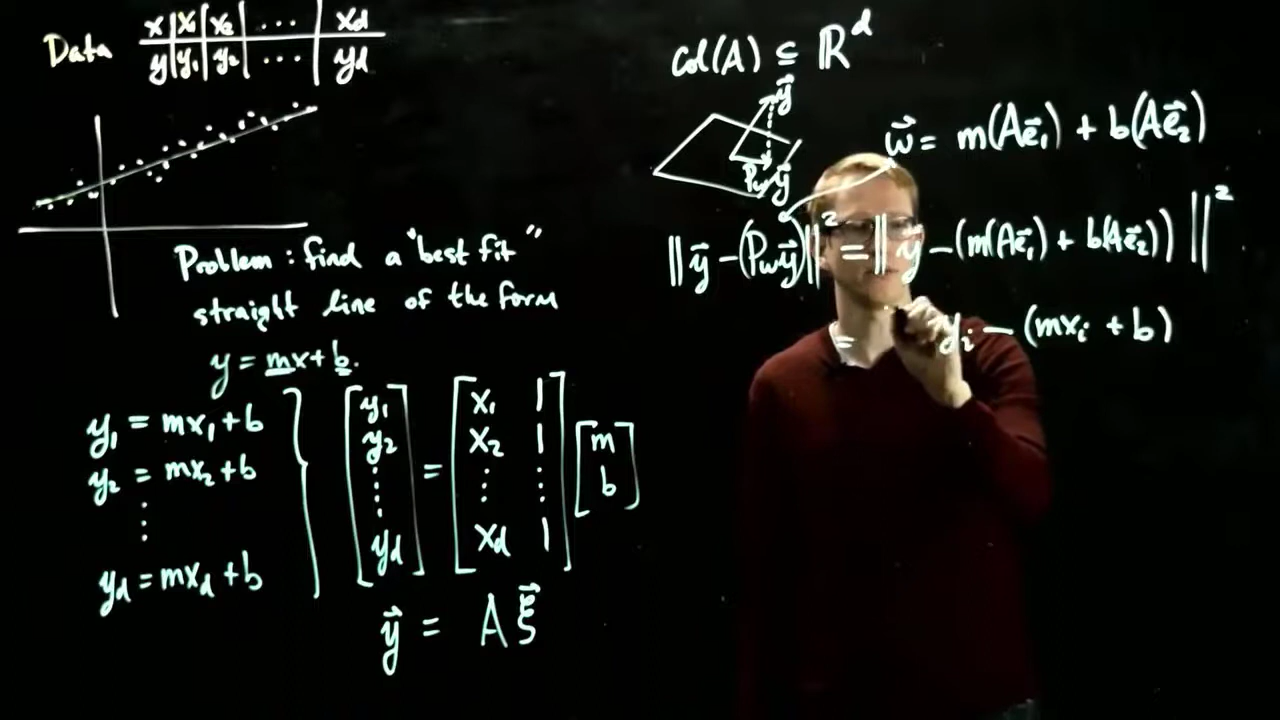 Data x | x₁ | x₂ | ... | x_d
y | y₁ | y₂ | ... | y_d
Problem : find a "best fit"
straight line of the form
y = mx + b.
y₁ = mx₁ + b
y₂ = mx₂ + b
⋮
y_d = mx_d + b
[y₁ y₂ ⋮ y_d] = [x₁ 1 x₂ 1 ⋮ ⋮ x_d 1] [m b]
y⃗ = A ξ⃗
Col(A) ⊆ ℝ^d
y⃗
P_W y⃗
w⃗ = m(Ae⃗₁) + b(Ae⃗₂)
‖y⃗ − (P_W y⃗)‖² = ‖y − (m(Ae⃗₁) + b(Ae⃗₂))‖²
= y_i − (mx_i + b)